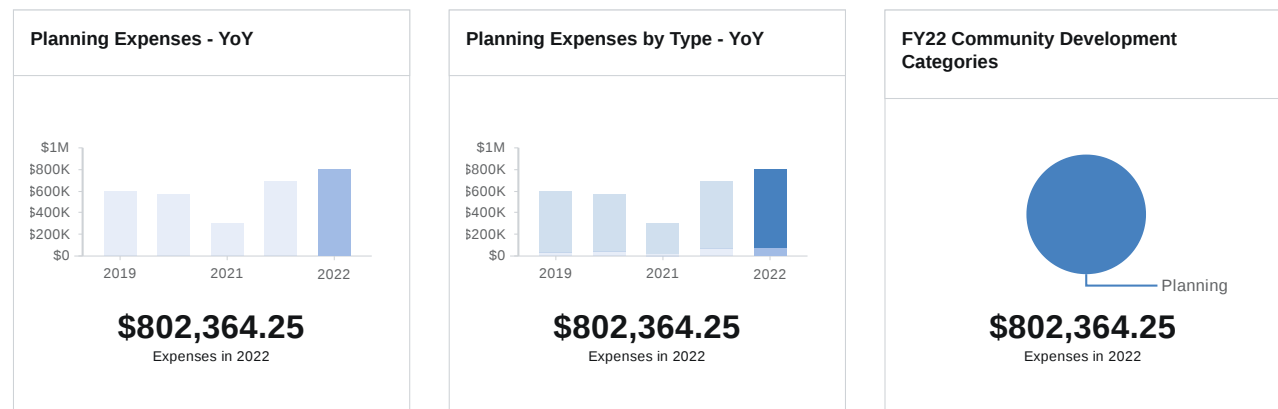 Planning Expenses - YoY
$1M
$800K
$600K
$400K
$200K
$0
2019
2021
2022
$802,364.25
Expenses in 2022
Planning Expenses by Type - YoY
$1M
$800K
$600K
$400K
$200K
$0
2019
2021
2022
$802,364.25
Expenses in 2022
FY22 Community Development
Categories
Planning
$802,364.25
Expenses in 2022